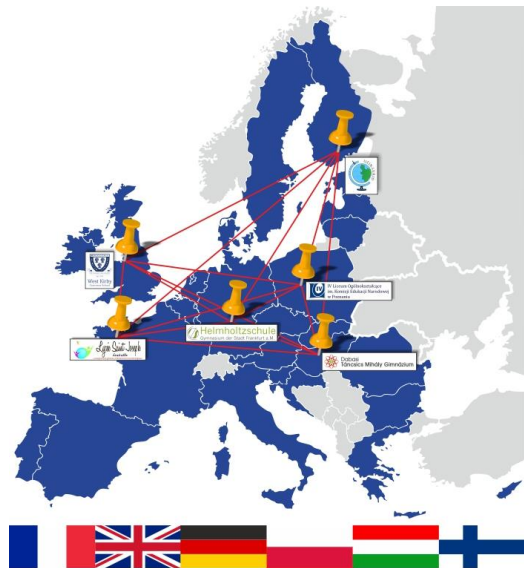 West Kirby
IV Liceum Ogólnokształcące
im. Komisji Edukacji Narodowej
w Poznaniu
Helmholtzschule
Gymnasium der Stadt Frankfurt a.M.
Lycée Saint Joseph
Dabasi
Táncsics Mihály Gimnázium